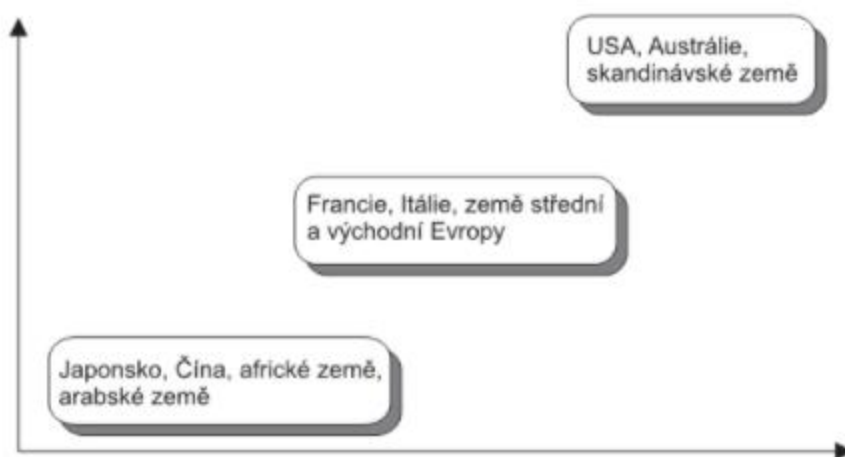 USA, Austrálie,
skandinávské země
Francie, Itálie, země střední
a východní Evropy
Japonsko, Čína, africké země,
arabské země